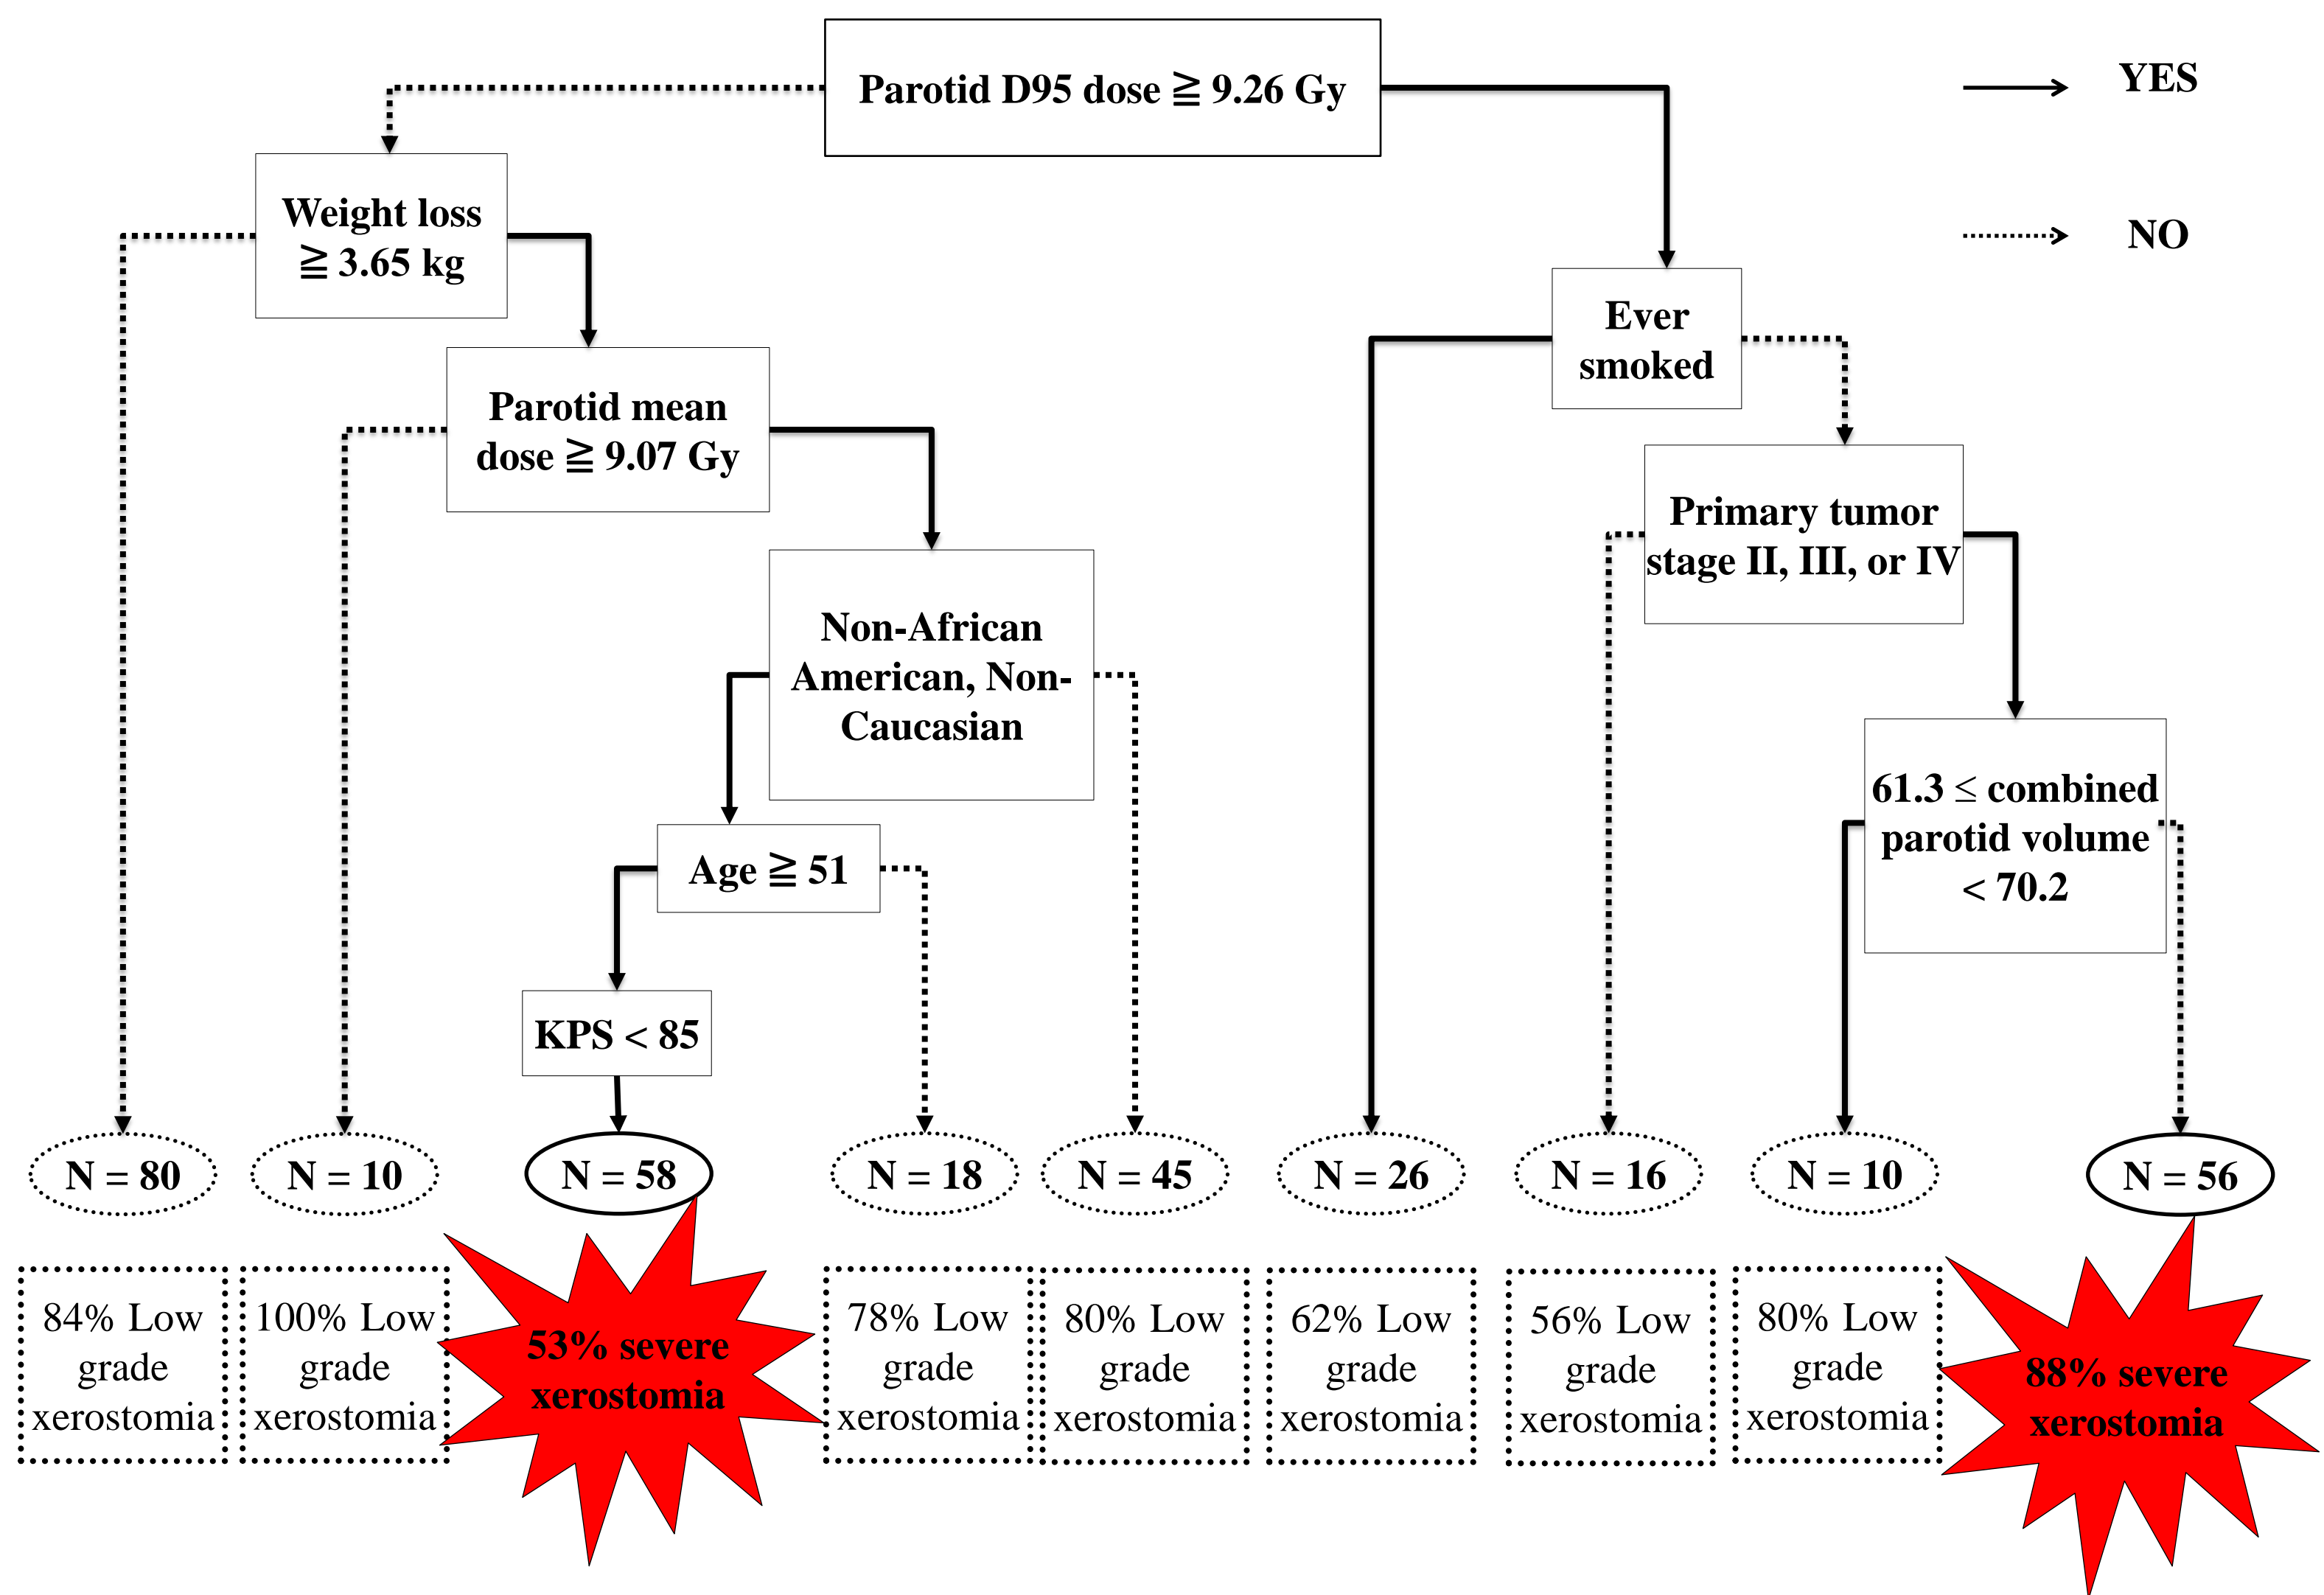 Parotid D95 dose ≧ 9.26 Gy
YES
NO
Weight loss
≧ 3.65 kg
Ever
smoked
Parotid mean
dose ≧ 9.07 Gy
Primary tumor
stage II, III, or IV
Non-African
American, Non-
Caucasian
61.3 ≤ combined
parotid volume
< 70.2
Age ≧ 51
KPS < 85
N = 80
N = 10
N = 58
N = 18
N = 45
N = 26
N = 16
N = 10
N = 56
84% Low
grade
xerostomia
100% Low
grade
xerostomia
53% severe
xerostomia
78% Low
grade
xerostomia
80% Low
grade
xerostomia
62% Low
grade
xerostomia
56% Low
grade
xerostomia
80% Low
grade
xerostomia
88% severe
xerostomia